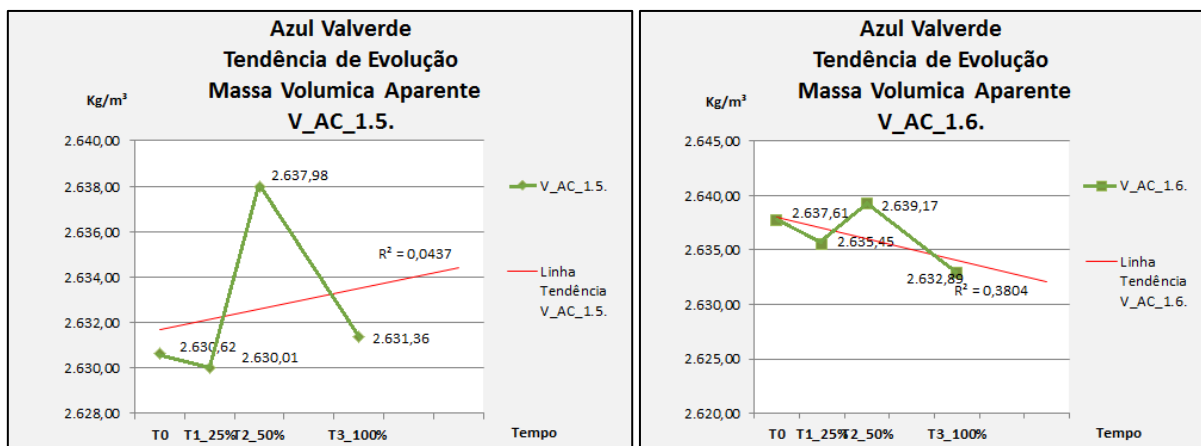 Azul Valverde
Tendência de Evolução
Massa Volumica Aparente
V_AC_1.5.
Kg/m³
2.640,00
2.638,00
2.636,00
2.634,00
2.632,00
2.630,00
2.628,00
2.637,98
R² = 0,0437
2.630,62
2.630,01
2.631,36
V_AC_1.5.
Linha
Tendência
V_AC_1.5.
T0 T1_25% T2_50% T3_100% Tempo
Azul Valverde
Tendência de Evolução
Massa Volumica Aparente
V_AC_1.6.
Kg/m³
2.645,00
2.640,00
2.635,00
2.630,00
2.625,00
2.620,00
2.637,61
2.639,17
2.635,45
2.632,89
R² = 0,3804
V_AC_1.6.
Linha
Tendência
V_AC_1.6.
T0 T1_25% T2_50% T3_100% Tempo